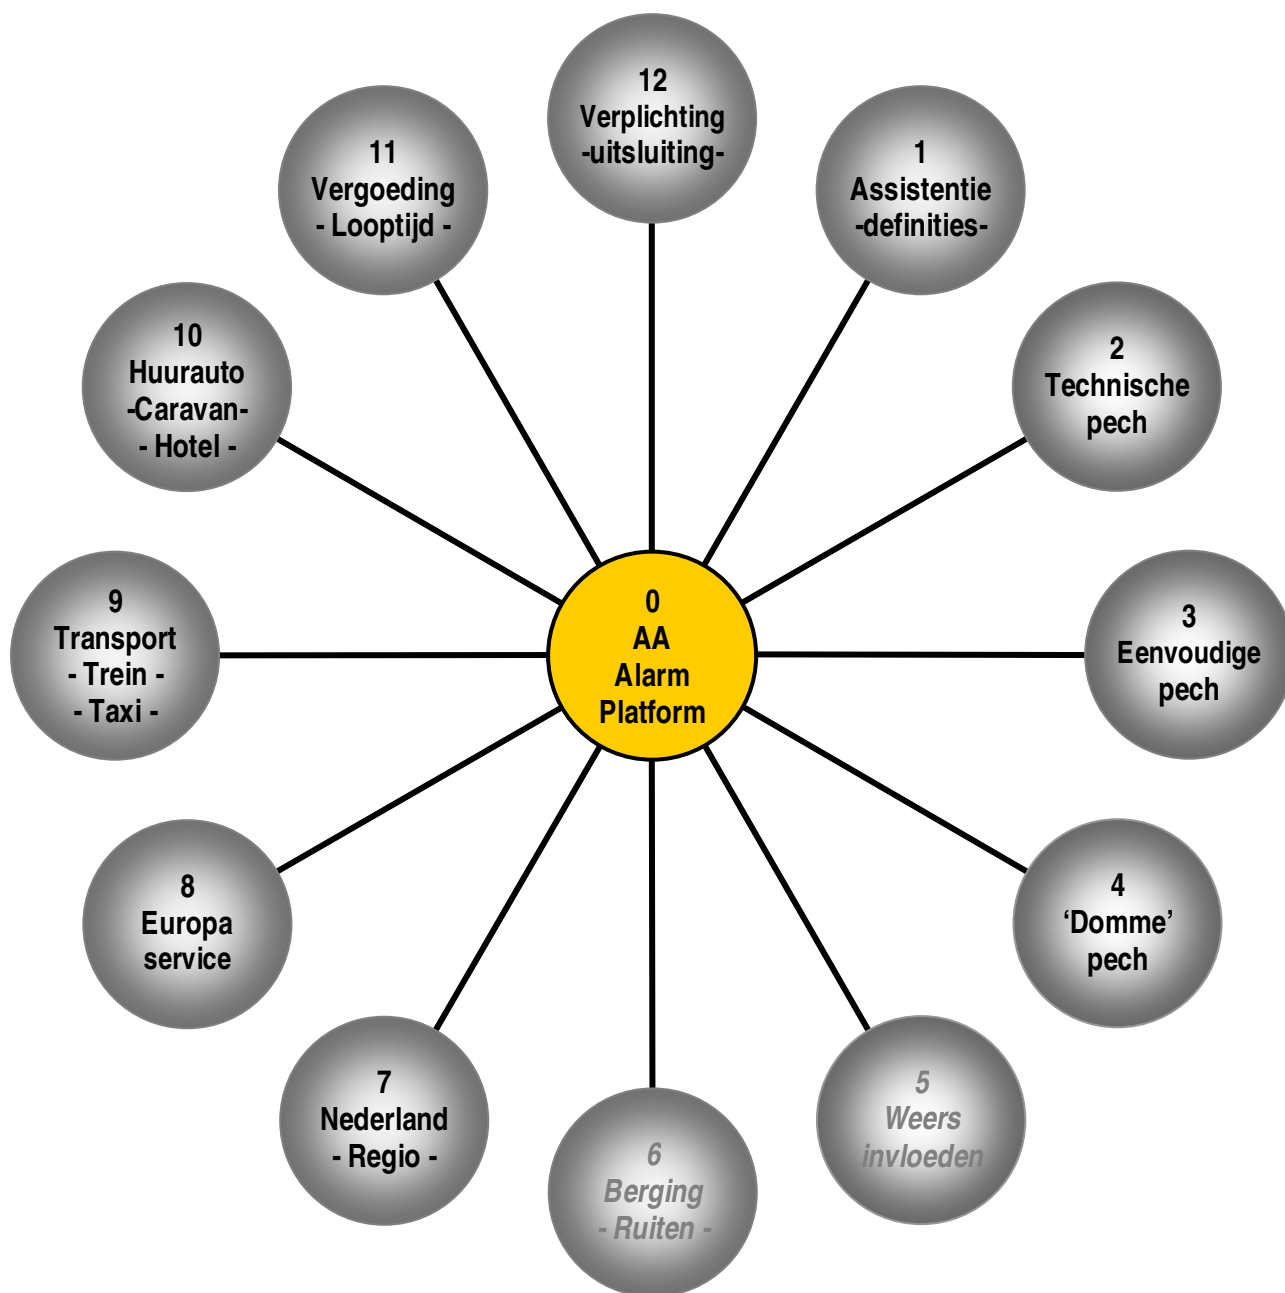 12
Verplichting
-uitsluiting-
1
Assistentie
-definities-
2
Technische
pech
3
Eenvoudige
pech
4
‘Domme’
pech
5
Weers
invloeden
6
Berging
- Ruiten -
7
Nederland
- Regio -
8
Europa
service
9
Transport
- Trein -
- Taxi -
10
Huurauto
-Caravan-
- Hotel -
11
Vergoeding
- Looptijd -
0
AA
Alarm
Platform